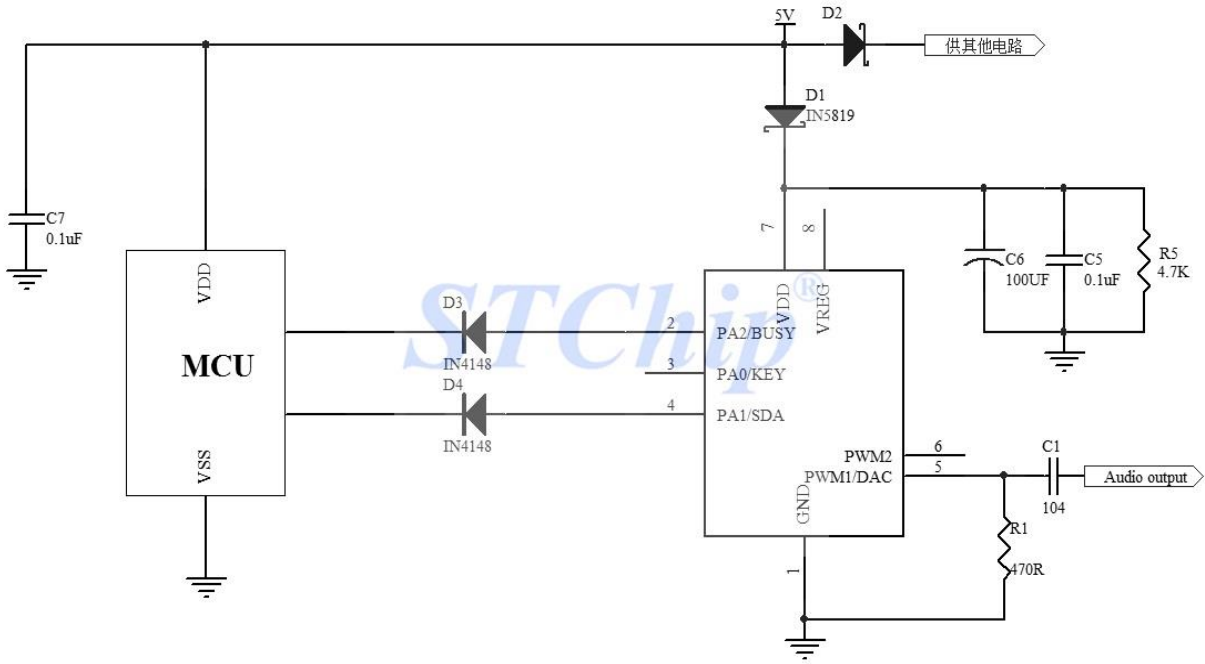 5V
D2
供其他电路
D1
IN5819
C7
0.1uF
7
8
C6
100UF
C5
0.1uF
R5
4.7K
VDD
VDD
VREG
STChip®
D3
IN4148
2
PA2/BUSY
MCU
3
PA0/KEY
D4
IN4148
4
PA1/SDA
VSS
PWM2
6
PWM1/DAC
5
GND
C1
104
Audio output
R1
470R
1